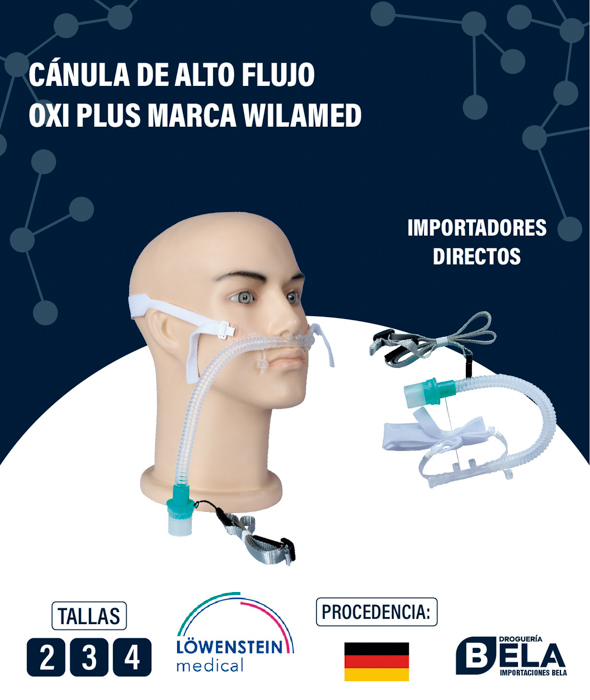 CÁNULA DE ALTO FLUJO
OXI PLUS MARCA WILAMED
IMPORTADORES
DIRECTOS
TALLAS
2 3 4
LÖWENSTEIN
medical
PROCEDENCIA:
DROGUERÍA
BELA
IMPORTACIONES BELA